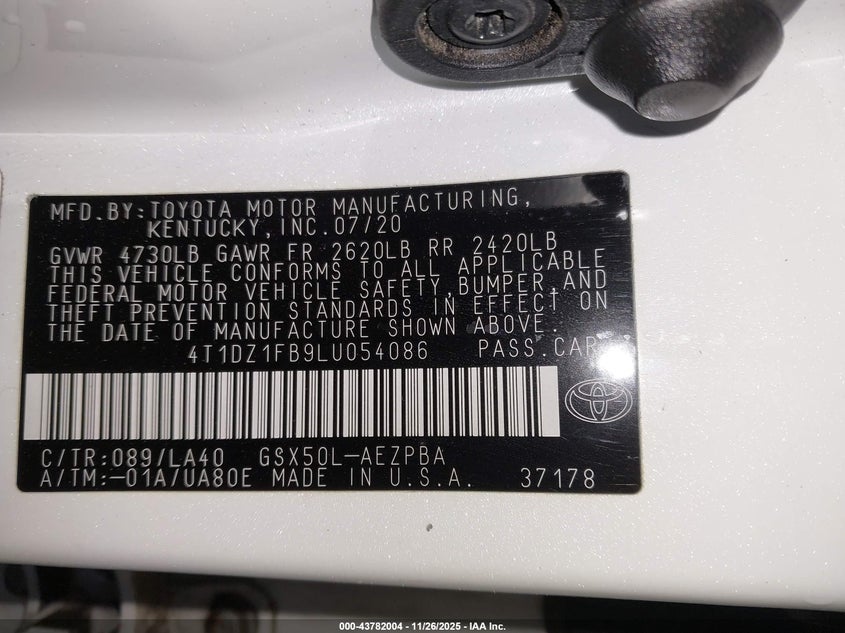 MFD.BY:TOYOTA MOTOR MANUFACTURING,
KENTUCKY,INC.07/20
GVWR 4730LB GAWR FR 2620LB RR 2420LB
THIS VEHICLE CONFORMS TO ALL APPLICABLE
FEDERAL MOTOR VEHICLE SAFETY,BUMPER,AND
THEFT PREVENTION STANDARDS IN EFFECT ON
THE DATE OF MANUFACTURE SHOWN ABOVE.
4T1DZ1FB9LU054086 PASS.CAR
C/TR:089/LA40 GSX50L-AEZPBA
A/TM:-01A/UA80E MADE IN U.S.A. 37178
000-43782004 - 11/26/2025 - IAA Inc.